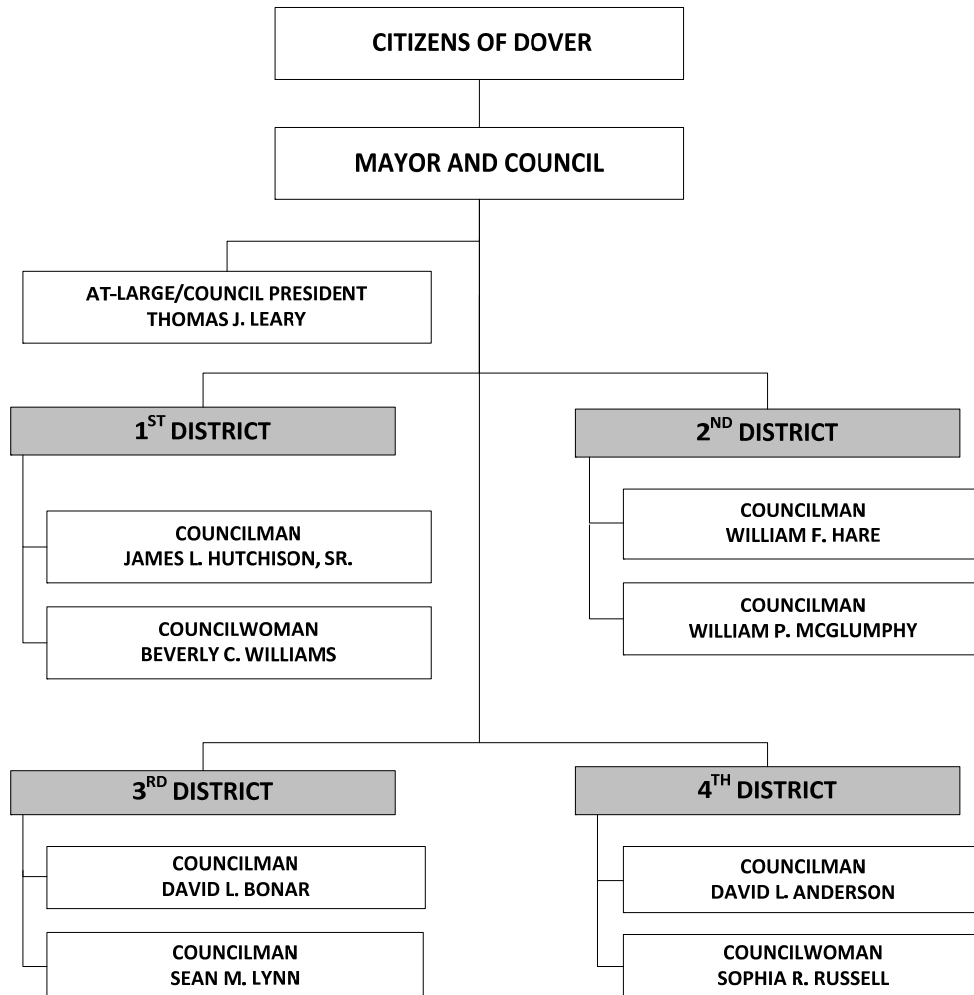 CITIZENS OF DOVER
MAYOR AND COUNCIL
AT-LARGE/COUNCIL PRESIDENT
THOMAS J. LEARY
1ST DISTRICT
COUNCILMAN
JAMES L. HUTCHISON, SR.
COUNCILWOMAN
BEVERLY C. WILLIAMS
2ND DISTRICT
COUNCILMAN
WILLIAM F. HARE
COUNCILMAN
WILLIAM P. MCGLUMPHY
3RD DISTRICT
COUNCILMAN
DAVID L. BONAR
COUNCILMAN
SEAN M. LYNN
4TH DISTRICT
COUNCILMAN
DAVID L. ANDERSON
COUNCILWOMAN
SOPHIA R. RUSSELL